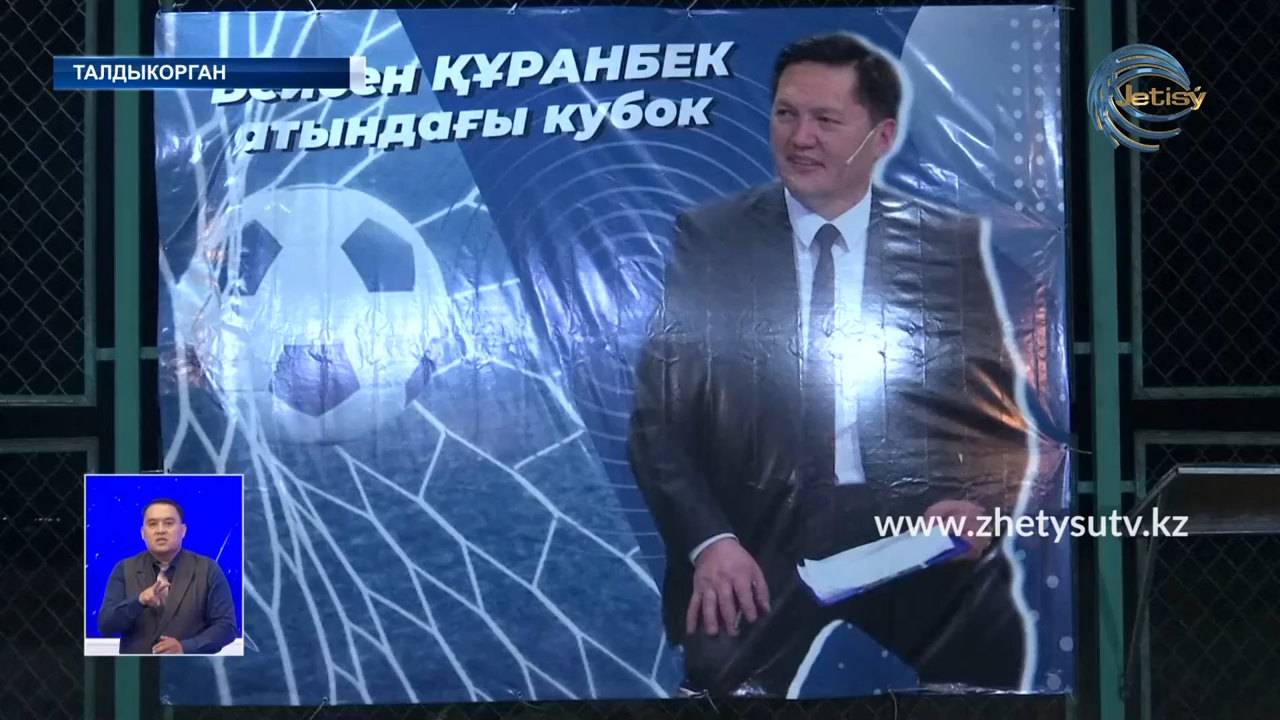 ТАЛДЫКОРГАН
ҚҰРАНБЕК
атындағы кубок
Jetisý
www.zhetysutv.kz